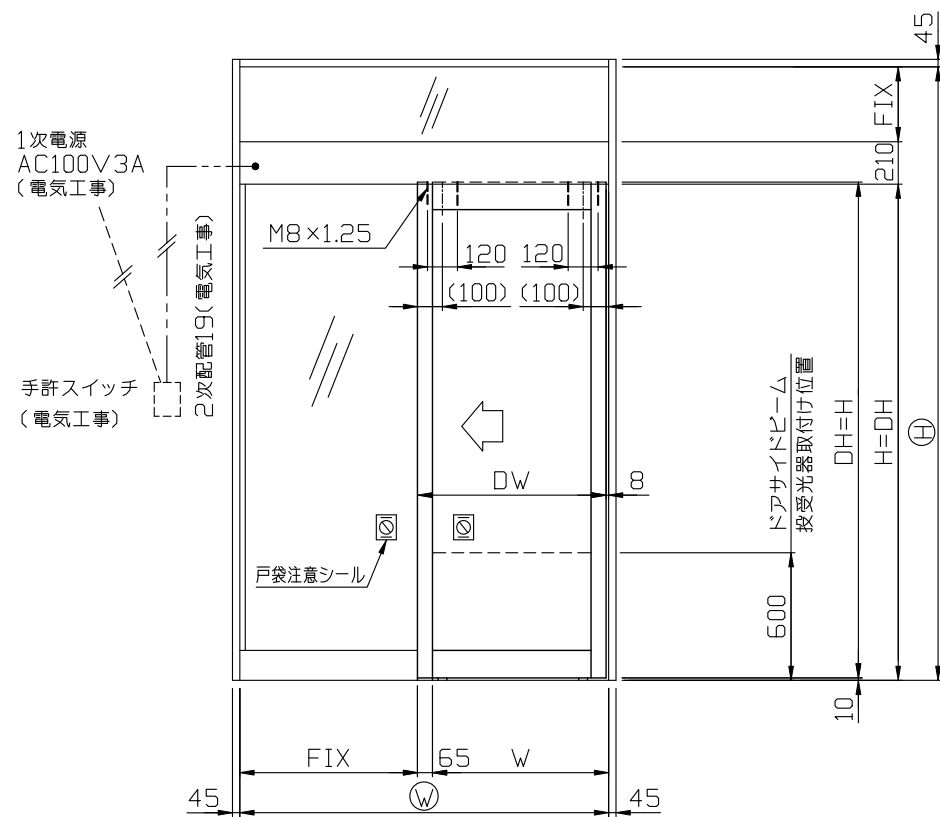 45
FIX
210
1次電源
AC100V3A
(電気工事)
2次配管19(電気工事)
M8×1.25
120 120
(100) (100)
手許スイッチ
(電気工事)
ドアサイドビーム
投受光器取付け位置
DH=H
H=DH
H
DW
8
戸袋注意シール
600
10
FIX
65
W
45
W
45